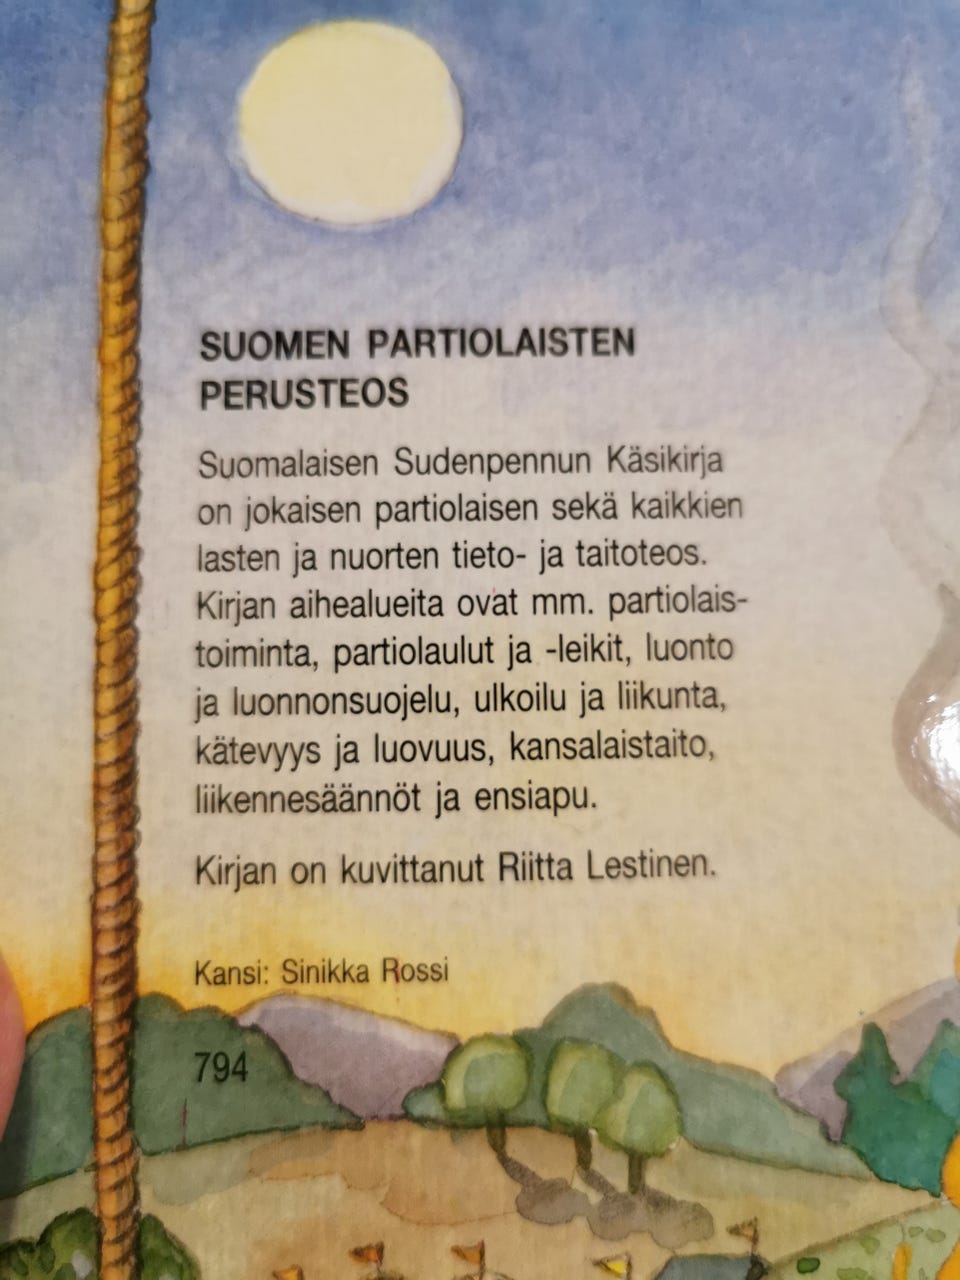 SUOMEN PARTIOLAISTEN
PERUSTEOS
Suomalaisen Sudenpennun Käsikirja
on jokaisen partiolaisen sekä kaikkien
lasten ja nuorten tieto- ja taitoteos.
Kirjan aihealueita ovat mm. partiolais-
toiminta, partiolaulut ja -leikit, luonto
ja luonnonsuojelu, ulkoilu ja liikunta,
kätevyys ja luovuus, kansalaistaito,
liikennesäännöt ja ensiapu.
Kirjan on kuvittanut Riitta Lestinen.
Kansi: Sinikka Rossi
794